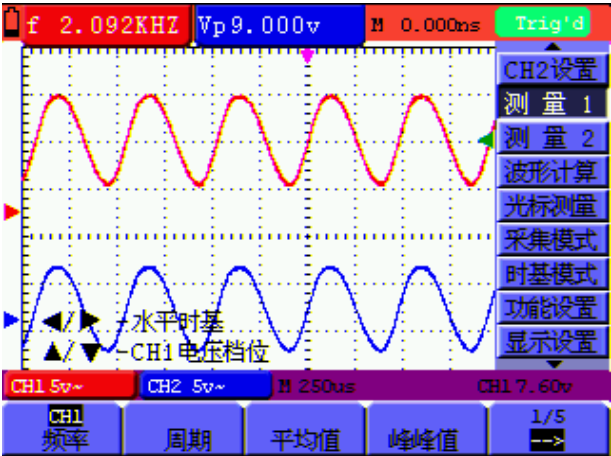 f 2.092KHZ Vp9.000v M 0.000ns Trig'd
CH2设置
测 量 1
测 量 2
波形计算
光标测量
采集模式
时基模式
功能设置
显示设置
◀/▶ -水平时基
▲/▼ -CH1电压档位
CH1 5v~ CH2 5v~ M 250us CH1 7.60v
CH1 1/5
频率 周期 平均值 峰峰值 -->